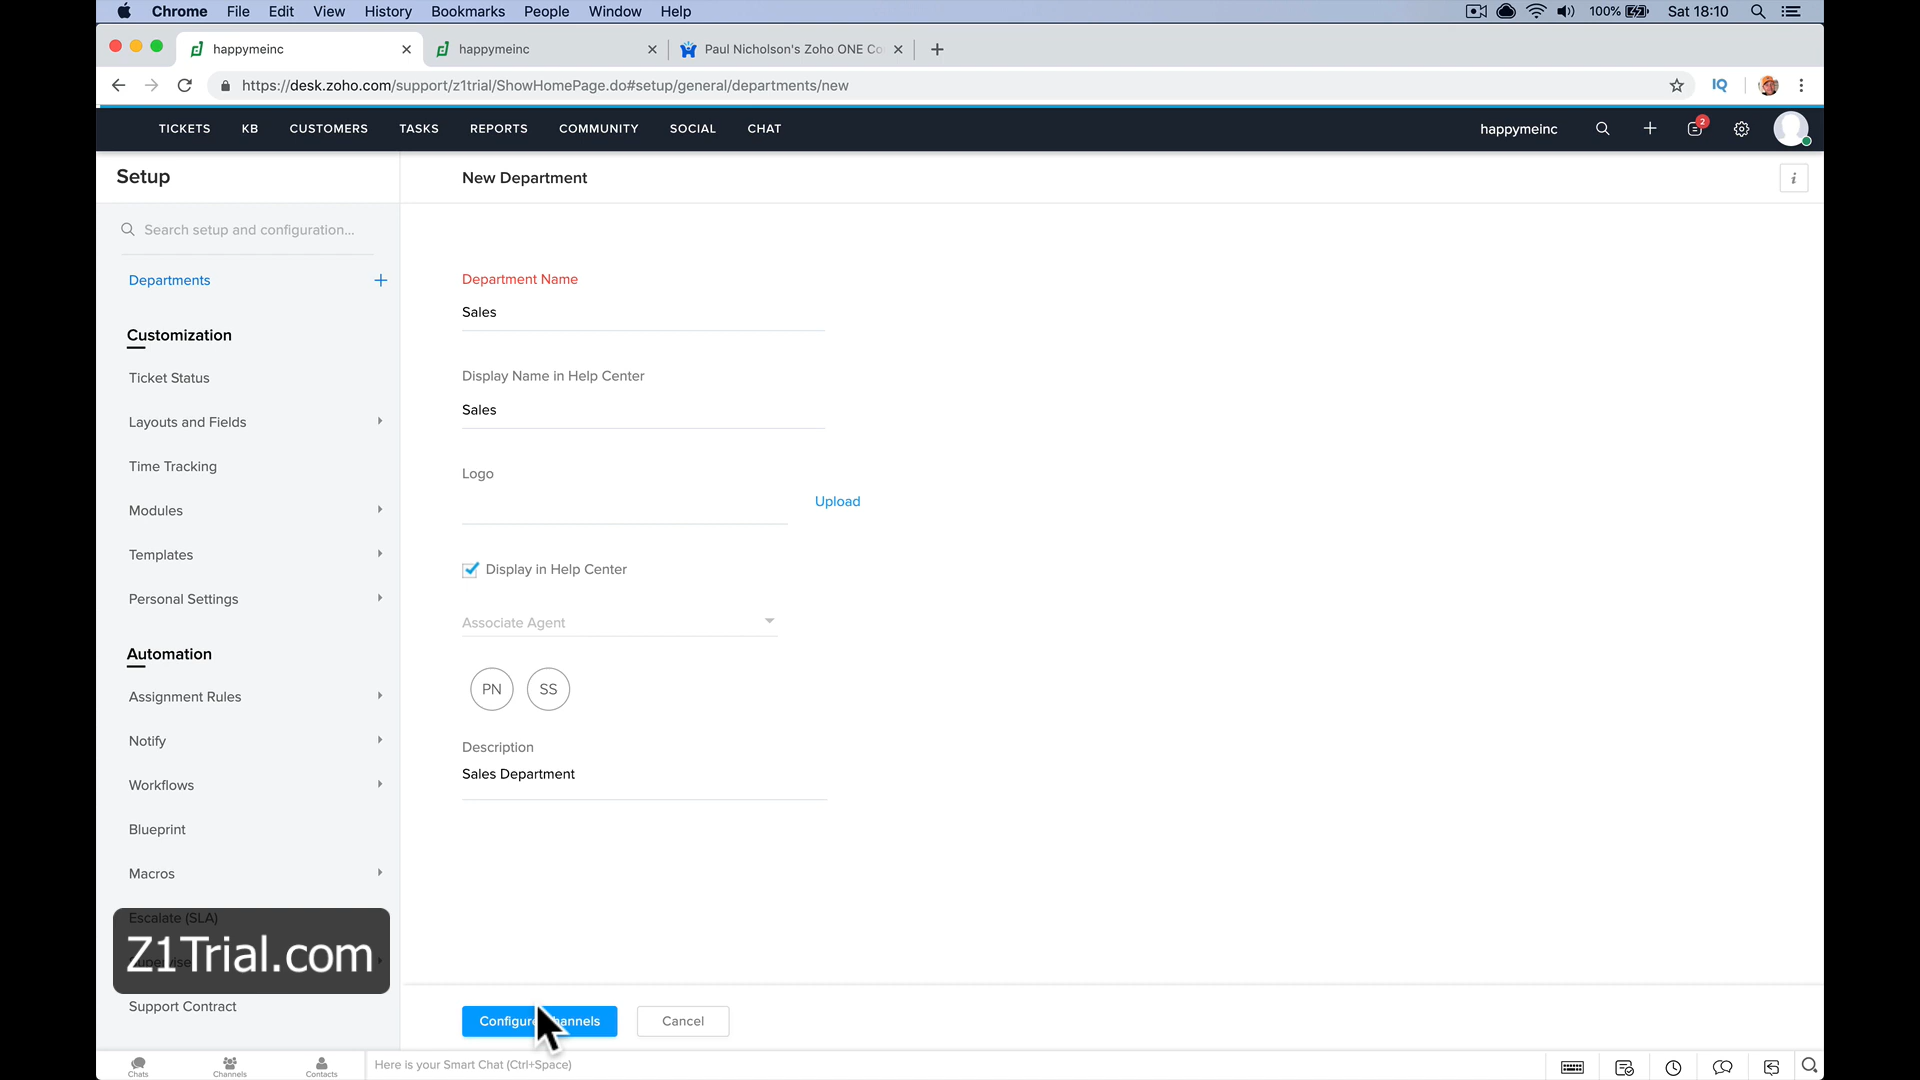 Chrome File Edit View History Bookmarks People Window Help 100% Sat 18:10
happymeinc happymeinc Paul Nicholson's Zoho ONE Co
https://desk.zoho.com/support/z1trial/ShowHomePage.do#setup/general/departments/new IQ
TICKETS KB CUSTOMERS TASKS REPORTS COMMUNITY SOCIAL CHAT happymeinc 2
Setup
New Department
i
Search setup and configuration...
Departments
Customization
Ticket Status
Layouts and Fields
Time Tracking
Modules
Templates
Personal Settings
Automation
Assignment Rules
Notify
Workflows
Blueprint
Macros
Escalate (SLA)
Supervise
Z1Trial.com
Support Contract
Department Name
Sales
Display Name in Help Center
Sales
Logo
Upload
Display in Help Center
Associate Agent
PN SS
Description
Sales Department
Configure Channels Cancel
Chats Channels Contacts Here is your Smart Chat (Ctrl+Space)